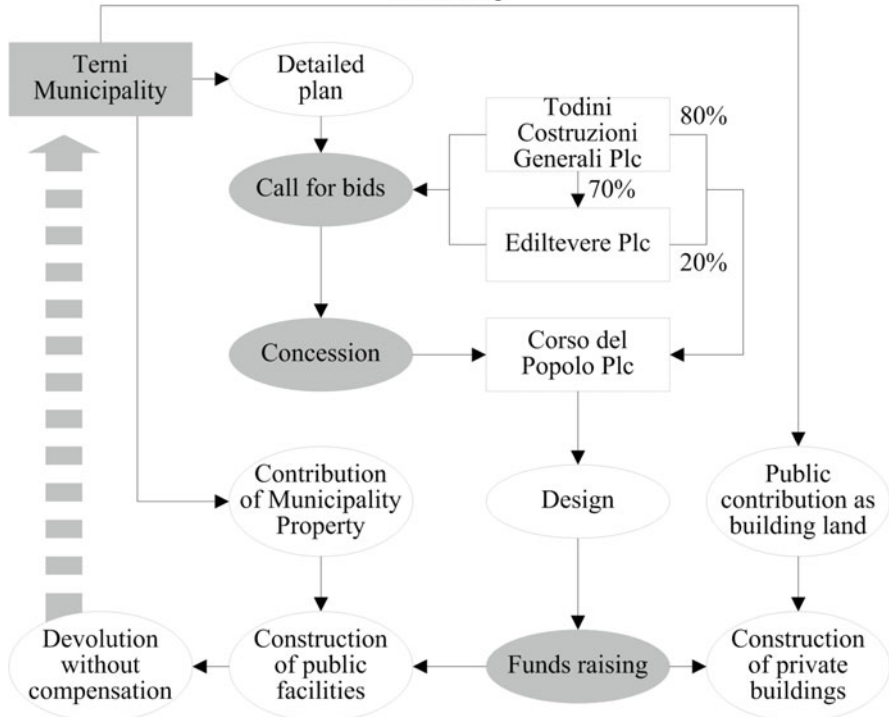 Terni
Municipality
Detailed
plan
Todini
Costruzioni
Generali Plc
80%
Call for bids
70%
Ediltevere Plc
20%
Concession
Corso del
Popolo Plc
Contribution
of Municipality
Property
Design
Public
contribution as
building land
Devolution
without
compensation
Construction
of public
facilities
Funds raising
Construction
of private
buildings